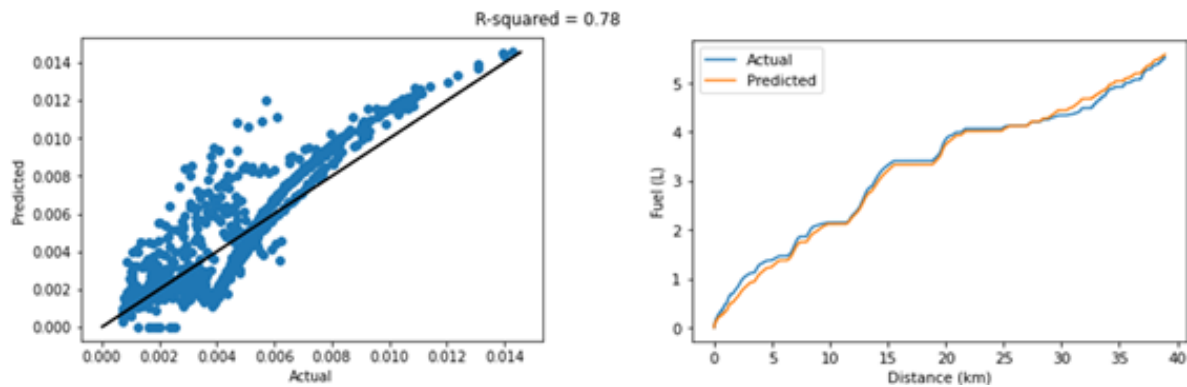 R-squared = 0.78
Predicted
0.014
0.012
0.010
0.008
0.006
0.004
0.002
0.000
0.000 0.002 0.004 0.006 0.008 0.010 0.012 0.014
Actual
Actual
Predicted
Fuel (L)
5
4
3
2
1
0
0 5 10 15 20 25 30 35 40
Distance (km)